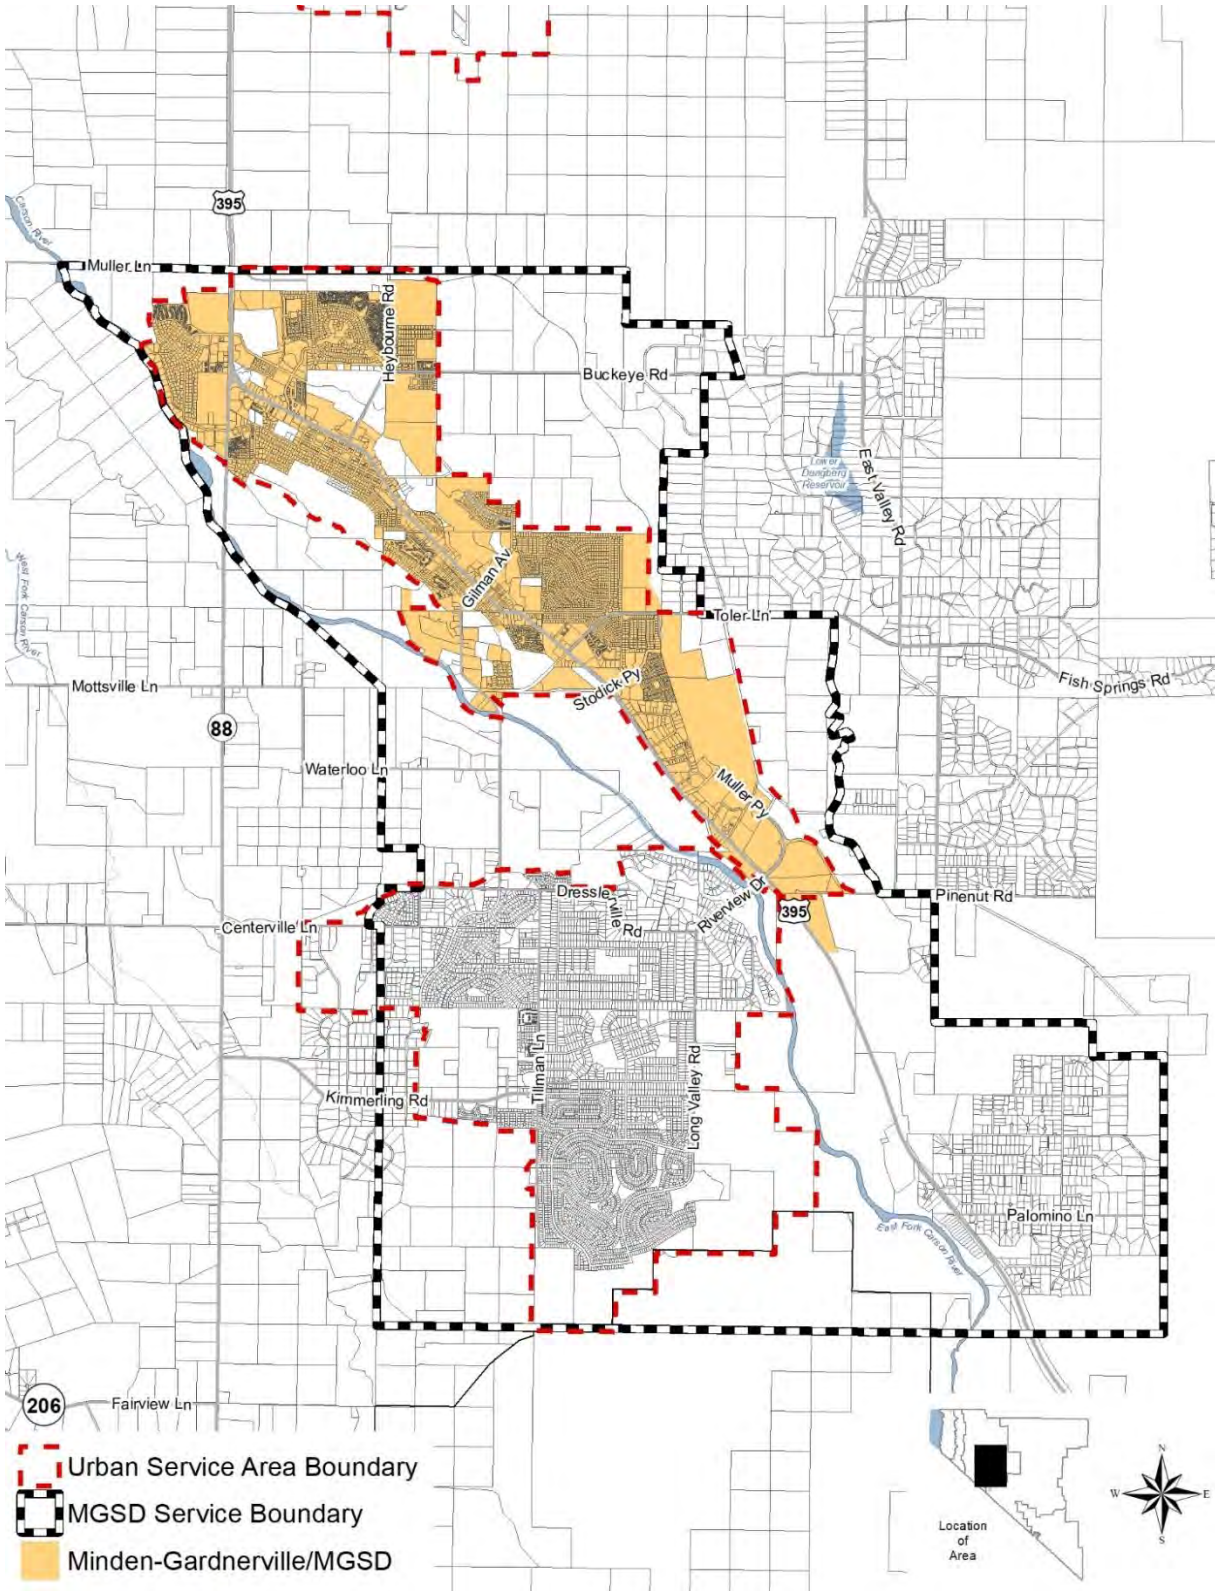 395
Carson River
Muller Ln
Heybourne Rd
Buckeye Rd
East Valley Rd
Lower
Dangberg
Reservoir
Gilman Av
West Fork Carson River
Toler Ln
Mottsville Ln
Stodick Py
Fish Springs Rd
88
Waterloo Ln
Muller Py
Dresslerville
Rd
Riverview Dr
Pinenut Rd
395
Centerville Ln
Tillman Ln
Long Valley Rd
Kimmerling Rd
Palomino Ln
East Fork Carson River
206
Fairview Ln
Urban Service Area Boundary
MGSD Service Boundary
Minden-Gardnerville/MGSD
Location
of
Area
N
W
E
S